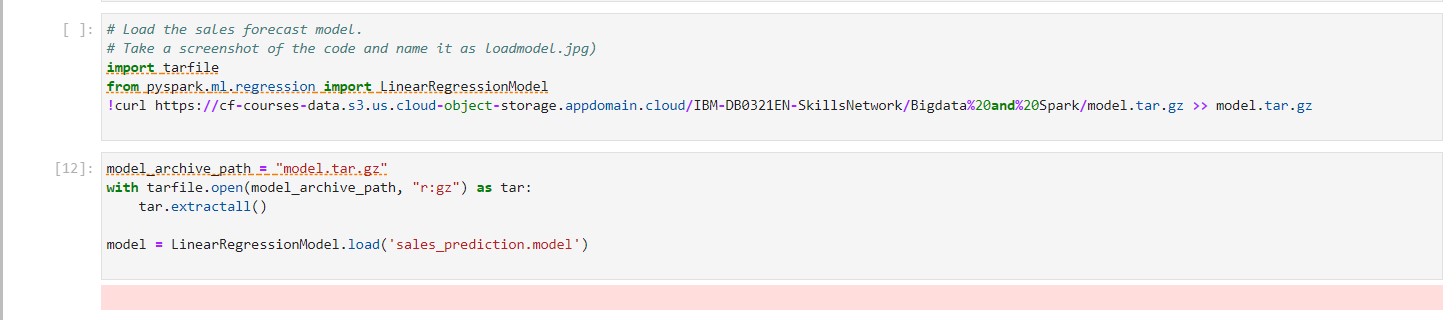 [ ]:
# Load the sales forecast model.
# Take a screenshot of the code and name it as loadmodel.jpg)
import tarfile
from pyspark.ml.regression import LinearRegressionModel
!curl https://cf-courses-data.s3.us.cloud-object-storage.appdomain.cloud/IBM-DB0321EN-SkillsNetwork/Bigdata%20and%20Spark/model.tar.gz >> model.tar.gz
[12]:
model_archive_path = "model.tar.gz"
with tarfile.open(model_archive_path, "r:gz") as tar:
    tar.extractall()
model = LinearRegressionModel.load('sales_prediction.model')